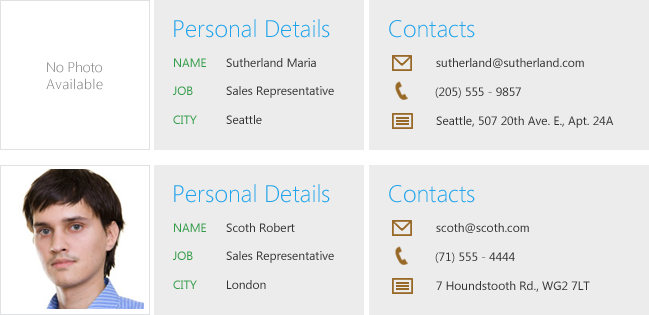 No Photo
Available
Personal Details
NAME Sutherland Maria
JOB Sales Representative
CITY Seattle
Contacts
sutherland@sutherland.com
(205) 555 - 9857
Seattle, 507 20th Ave. E., Apt. 24A
Personal Details
NAME Scoth Robert
JOB Sales Representative
CITY London
Contacts
scoth@scoth.com
(71) 555 - 4444
7 Houndstooth Rd., WG2 7LT